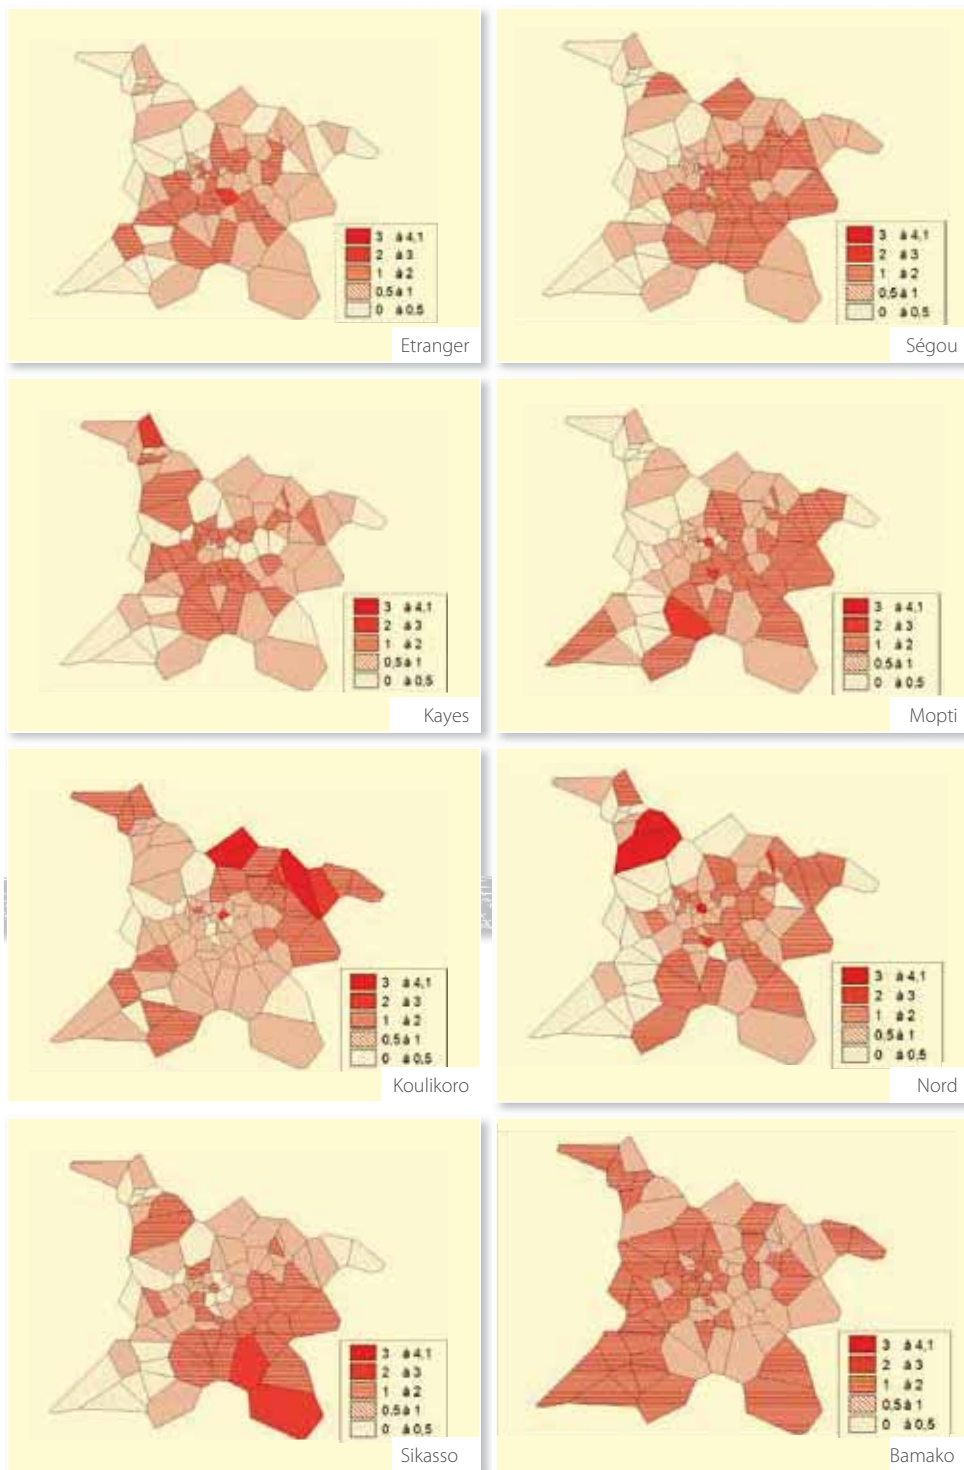 3 à 4,1
2 à 3
1 à 2
0,5 à 1
0 à 0,5
Etranger
3 à 4,1
2 à 3
1 à 2
0,5 à 1
0 à 0,5
Ségou
3 à 4,1
2 à 3
1 à 2
0,5 à 1
0 à 0,5
Kayes
3 à 4,1
2 à 3
1 à 2
0,5 à 1
0 à 0,5
Mopti
3 à 4,1
2 à 3
1 à 2
0,5 à 1
0 à 0,5
Koulikoro
3 à 4,1
2 à 3
1 à 2
0,5 à 1
0 à 0,5
Nord
3 à 4,1
2 à 3
1 à 2
0,5 à 1
0 à 0,5
Sikasso
3 à 4,1
2 à 3
1 à 2
0,5 à 1
0 à 0,5
Bamako